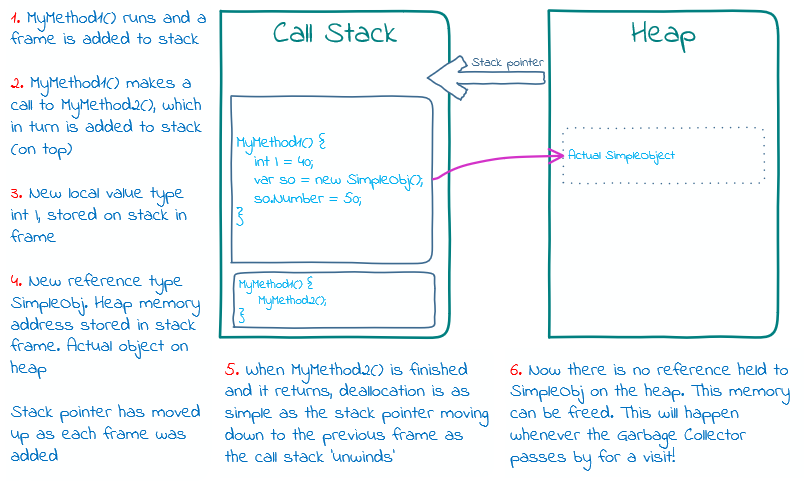 1. MyMethod1() runs and a
frame is added to stack
2. MyMethod1() makes a
call to MyMethod2(), which
in turn is added to stack
(on top)
3. New local value type
int I, stored on stack in
frame
4. New reference type
SimpleObj. Heap memory
address stored in stack
frame. Actual object on
heap
Stack pointer has moved
up as each frame was
added
Call Stack
Stack pointer
MyMethod1() {
int I = 40;
var so = new SimpleObj();
so.Number = 50;
}
MyMethod1() {
MyMethod2();
}
Heap
Actual SimpleObject
5. when MyMethod2() is finished
and it returns, deallocation is as
simple as the stack pointer moving
down to the previous frame as
the call stack 'unwinds'
6. Now there is no reference held to
SimpleObj on the heap. This memory
can be freed. This will happen
whenever the Garbage Collector
passes by for a visit!